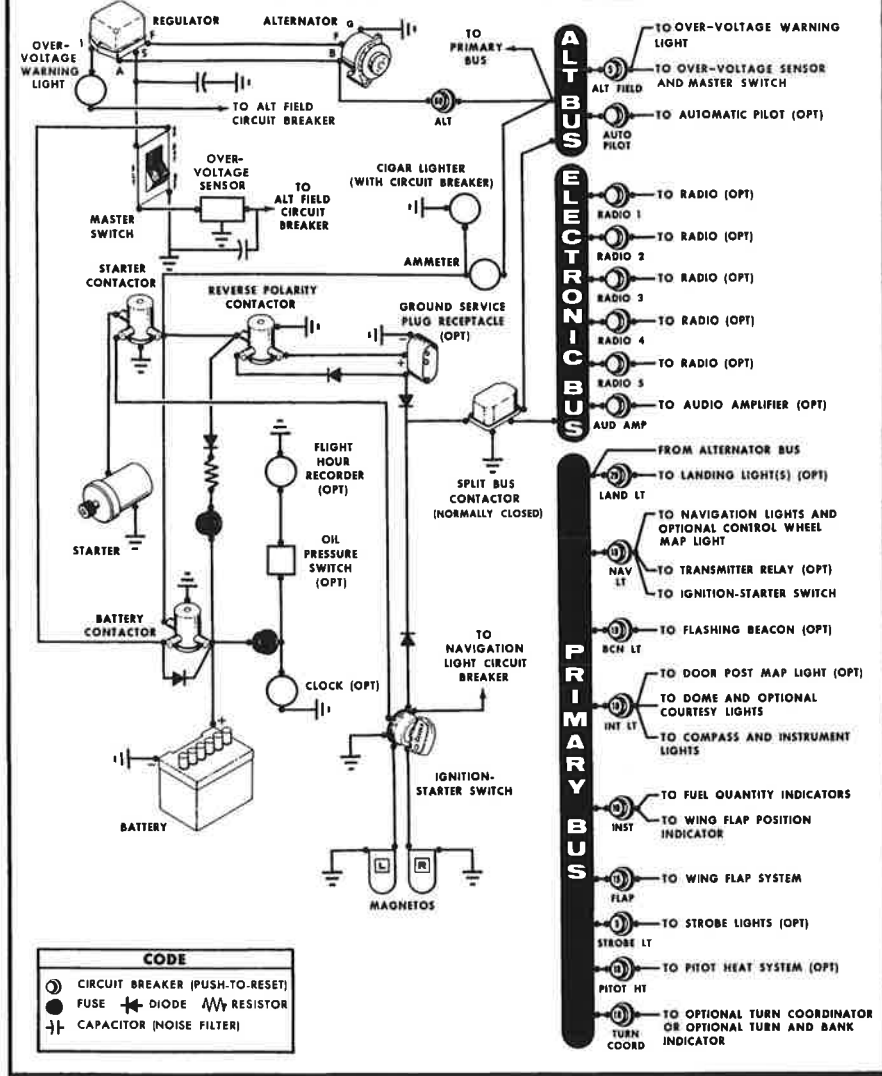 REGULATOR
ALTERNATOR
G
F
F
I
S
A
B
OVER-
VOLTAGE
WARNING
LIGHT
TO ALT FIELD
CIRCUIT BREAKER
TO
PRIMARY
BUS
60
ALT
ALT BUS
5
ALT FIELD
TO OVER-VOLTAGE WARNING
LIGHT
TO OVER-VOLTAGE SENSOR
AND MASTER SWITCH
AUTO
PILOT
TO AUTOMATIC PILOT (OPT)
MASTER
SWITCH
OVER-
VOLTAGE
SENSOR
TO
ALT FIELD
CIRCUIT
BREAKER
CIGAR LIGHTER
(WITH CIRCUIT BREAKER)
AMMETER
ELECTRONIC BUS
RADIO 1
TO RADIO (OPT)
RADIO 2
TO RADIO (OPT)
RADIO 3
TO RADIO (OPT)
RADIO 4
TO RADIO (OPT)
RADIO 5
TO RADIO (OPT)
AUD AMP
TO AUDIO AMPLIFIER (OPT)
STARTER
CONTACTOR
REVERSE POLARITY
CONTACTOR
GROUND SERVICE
PLUG RECEPTACLE
(OPT)
-
+
SPLIT BUS
CONTACTOR
(NORMALLY CLOSED)
STARTER
FLIGHT
HOUR
RECORDER
(OPT)
OIL
PRESSURE
SWITCH
(OPT)
BATTERY
CONTACTOR
CLOCK (OPT)
TO
NAVIGATION
LIGHT CIRCUIT
BREAKER
BATTERY
-
+
IGNITION-
STARTER SWITCH
L
R
MAGNETOS
PRIMARY BUS
FROM ALTERNATOR BUS
LAND LT
TO LANDING LIGHT(S) (OPT)
10
NAV
LT
TO NAVIGATION LIGHTS AND
OPTIONAL CONTROL WHEEL
MAP LIGHT
TO TRANSMITTER RELAY (OPT)
TO IGNITION-STARTER SWITCH
10
BCN LT
TO FLASHING BEACON (OPT)
10
INT LT
TO DOOR POST MAP LIGHT (OPT)
TO DOME AND OPTIONAL
COURTESY LIGHTS
TO COMPASS AND INSTRUMENT
LIGHTS
10
INST
TO FUEL QUANTITY INDICATORS
TO WING FLAP POSITION
INDICATOR
15
FLAP
TO WING FLAP SYSTEM
5
STROBE LT
TO STROBE LIGHTS (OPT)
10
PITOT HT
TO PITOT HEAT SYSTEM (OPT)
10
TURN
COORD
TO OPTIONAL TURN COORDINATOR
OR OPTIONAL TURN AND BANK
INDICATOR
CODE
CIRCUIT BREAKER (PUSH-TO-RESET)
FUSE DIODE RESISTOR
CAPACITOR (NOISE FILTER)